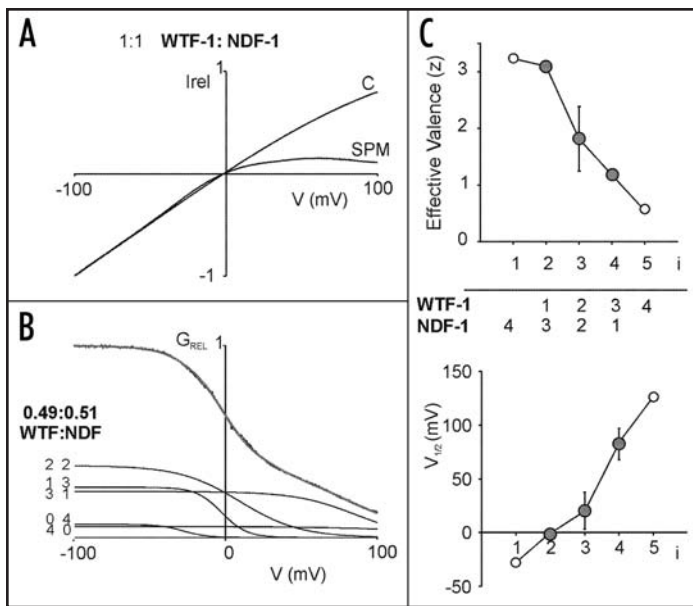 A
1:1 WTF-1: NDF-1
Irel
1
C
SPM
-100
100
V (mV)
-1
B
G_REL 1
0.49:0.51
WTF:NDF
2 2
1 3
3 1
0 4
4 0
-100 0 100
V (mV)
C
Effective Valence (z)
3
2
1
0
1 2 3 4 5 i
WTF-1 1 2 3 4
NDF-1 4 3 2 1
V_1/2 (mV)
150
100
50
0
-50
1 2 3 4 5 i